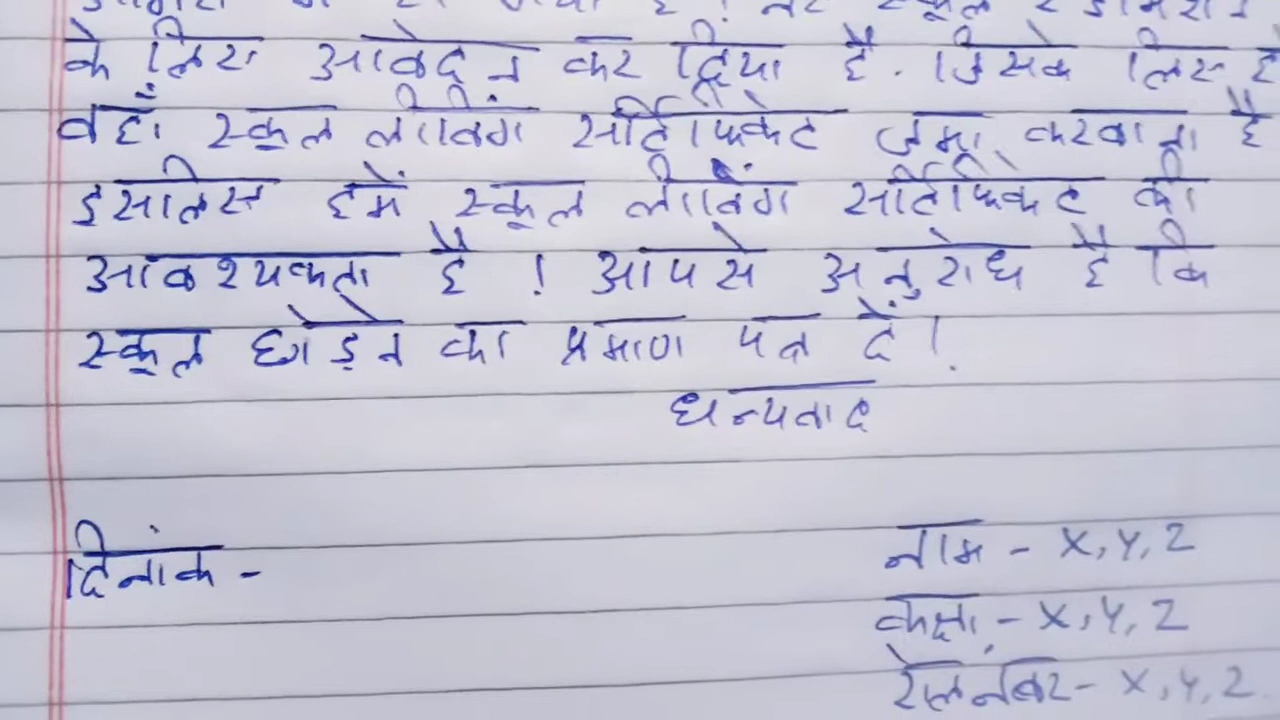 के लिए आवेदन कर दिया है . जिसके लिए
वहाँ स्कूल लीविंग सर्टिफिकेट जमा करवाना है
इसलिए हमें स्कूल लीविंग सर्टिफिकेट की
आवश्यकता है ! आपसे अनुरोध है कि
स्कूल छोड़ने का प्रमाण पत्र दें !
धन्यवाद
दिनांक -
नाम - X, Y, Z
कक्षा - X, Y, Z
रोल नंबर - X, Y, Z